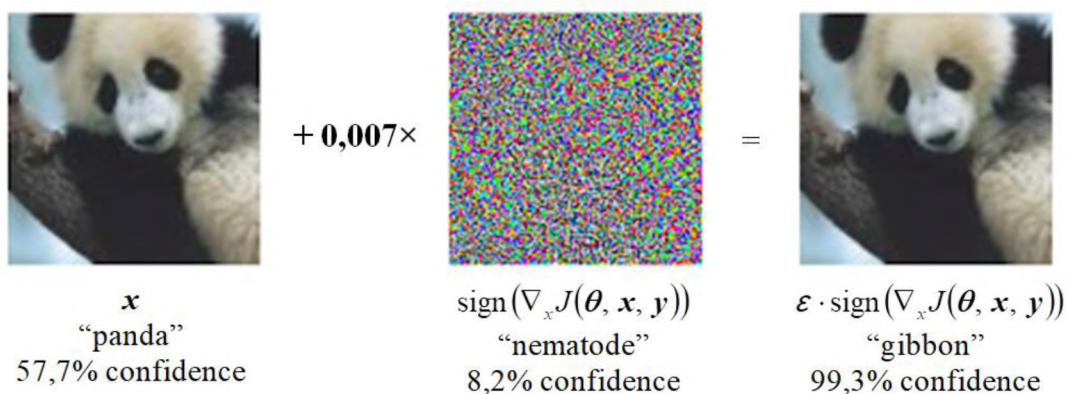 + 0,007× =
x sign(∇ₓJ(θ, x, y)) ε · sign(∇ₓJ(θ, x, y))
“panda” “nematode” “gibbon”
57,7% confidence 8,2% confidence 99,3% confidence